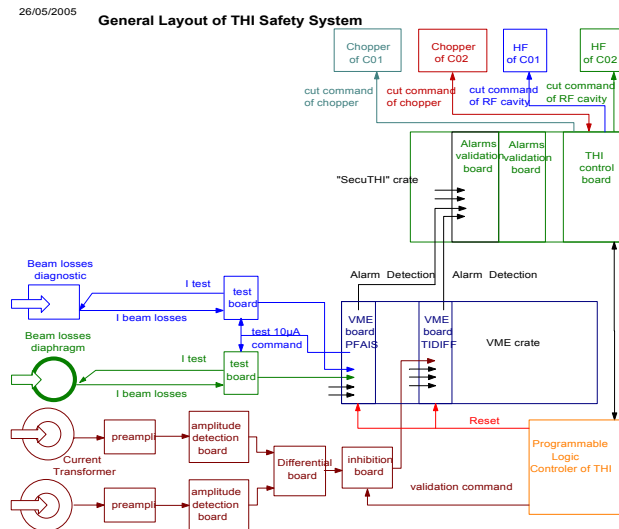 26/05/2005
General Layout of THI Safety System
Chopper
of C01
Chopper
of C02
HF
of C01
HF
of C02
cut command
of chopper
cut command
of chopper
cut command
of RF cavity
cut command
of RF cavity
"SecuTHI" crate
Alarms
validation
board
Alarms
validation
board
THI
control
board
Beam losses
diagnostic
I test
I beam losses
test
board
Alarm Detection
Alarm Detection
test 10µA
command
VME
board
PFAIS
VME
board
TIDIFF
VME crate
Beam losses
diaphragm
I test
I beam losses
test
board
Reset
Current
Transformer
preampli
amplitude
detection
board
Differential
board
inhibition
board
validation command
Programmable
Logic
Controler of THI
preampli
amplitude
detection
board